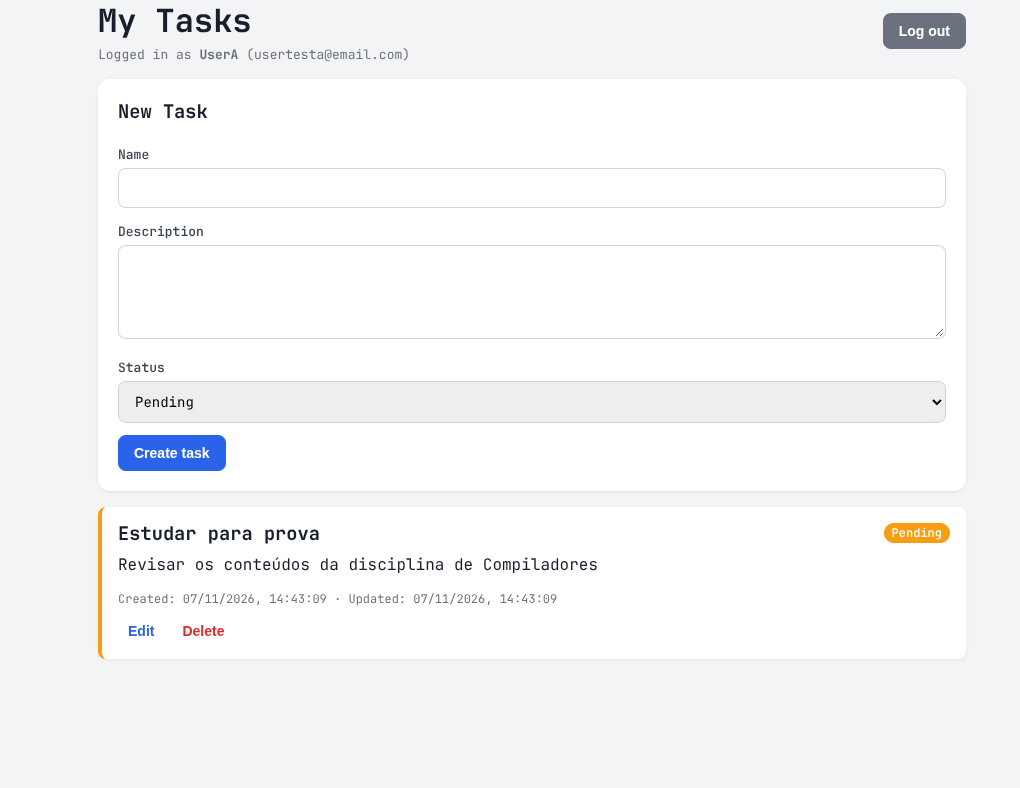 My Tasks
Logged in as UserA (usertesta@email.com)
Log out
New Task
Name
Description
Status
Pending
Create task
Estudar para prova
Pending
Revisar os conteúdos da disciplina de Compiladores
Created: 07/11/2026, 14:43:09 · Updated: 07/11/2026, 14:43:09
Edit Delete